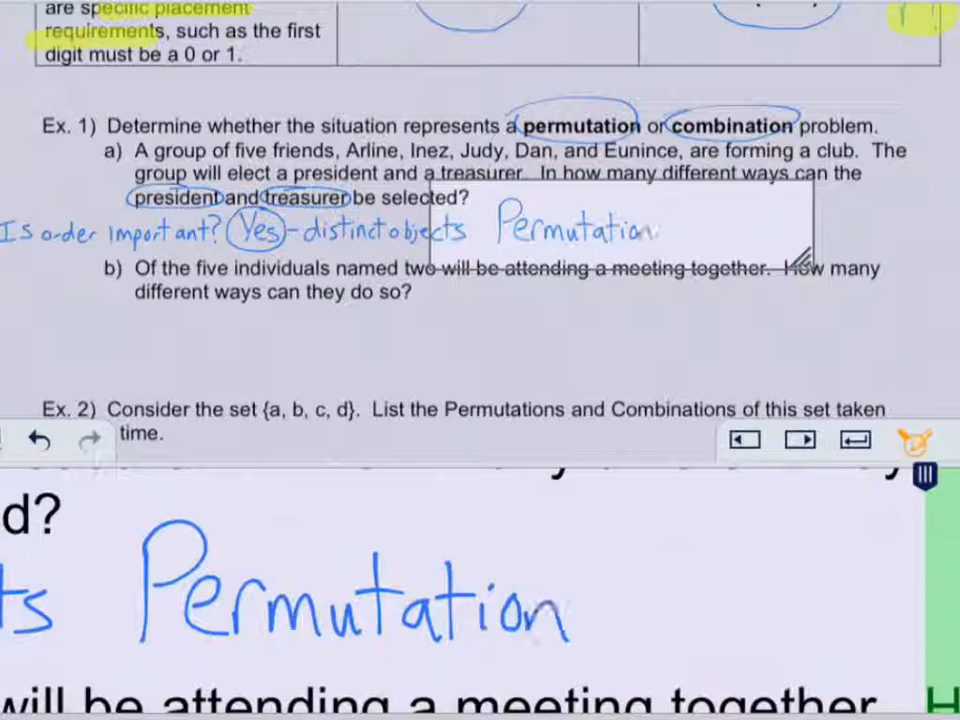 are specific placement
requirements, such as the first
digit must be a 0 or 1.
Ex. 1) Determine whether the situation represents a permutation or combination problem.
a) A group of five friends, Arline, Inez, Judy, Dan, and Eunince, are forming a club. The
group will elect a president and a treasurer. In how many different ways can the
president and treasurer be selected?
Is order important? Yes - distinct objects Permutation
b) Of the five individuals named two will be attending a meeting together. How many
different ways can they do so?
Ex. 2) Consider the set {a, b, c, d}. List the Permutations and Combinations of this set taken
time.
d?
ts Permutation
will be attending a meeting together. H